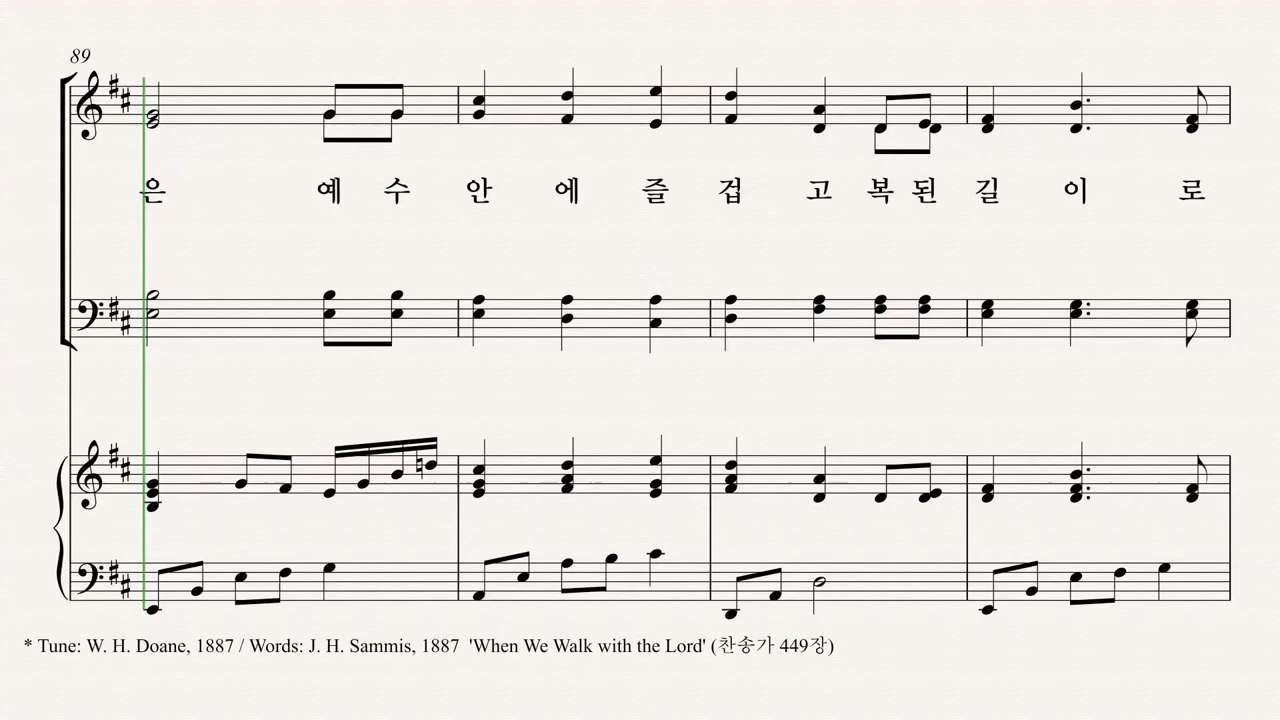 89
은 예 수 안 에 즐 겁 고 복 된 길 이 로
* Tune: W. H. Doane, 1887 / Words: J. H. Sammis, 1887 'When We Walk with the Lord' (찬송가 449장)